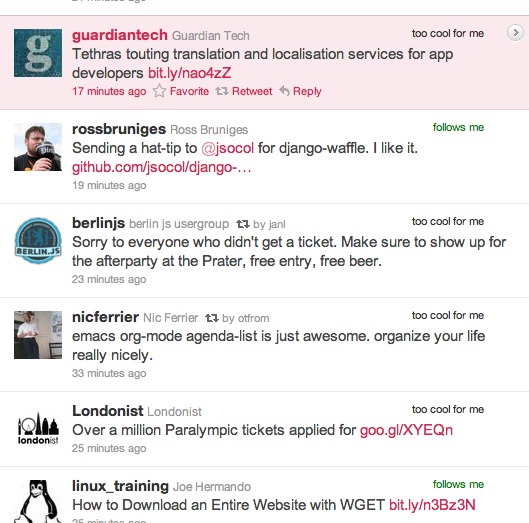 guardiantech Guardian Tech too cool for me
Tethras touting translation and localisation services for app
developers bit.ly/nao4zZ
17 minutes ago Favorite Retweet Reply
rossbruniges Ross Bruniges follows me
Sending a hat-tip to @jsocol for django-waffle. I like it.
github.com/jsocol/django-…
19 minutes ago
BERLIN.JS
berlinjs berlin js usergroup by janl too cool for me
Sorry to everyone who didn't get a ticket. Make sure to show up for
the afterparty at the Prater, free entry, free beer.
23 minutes ago
nicferrier Nic Ferrier by otfrom too cool for me
emacs org-mode agenda-list is just awesome. organize your life
really nicely.
33 minutes ago
londonist
Londonist Londonist too cool for me
Over a million Paralympic tickets applied for goo.gl/XYEQn
25 minutes ago
linux_training Joe Hermando follows me
How to Download an Entire Website with WGET bit.ly/n3Bz3N
25 minutes ago